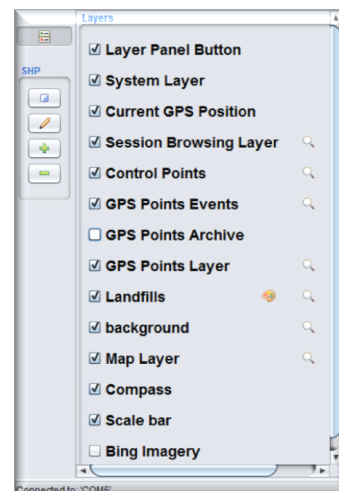 Layers
SHP
Layer Panel Button
System Layer
Current GPS Position
Session Browsing Layer
Control Points
GPS Points Events
GPS Points Archive
GPS Points Layer
Landfills
background
Map Layer
Compass
Scale bar
Bing Imagery
Connected to: 'COM5'